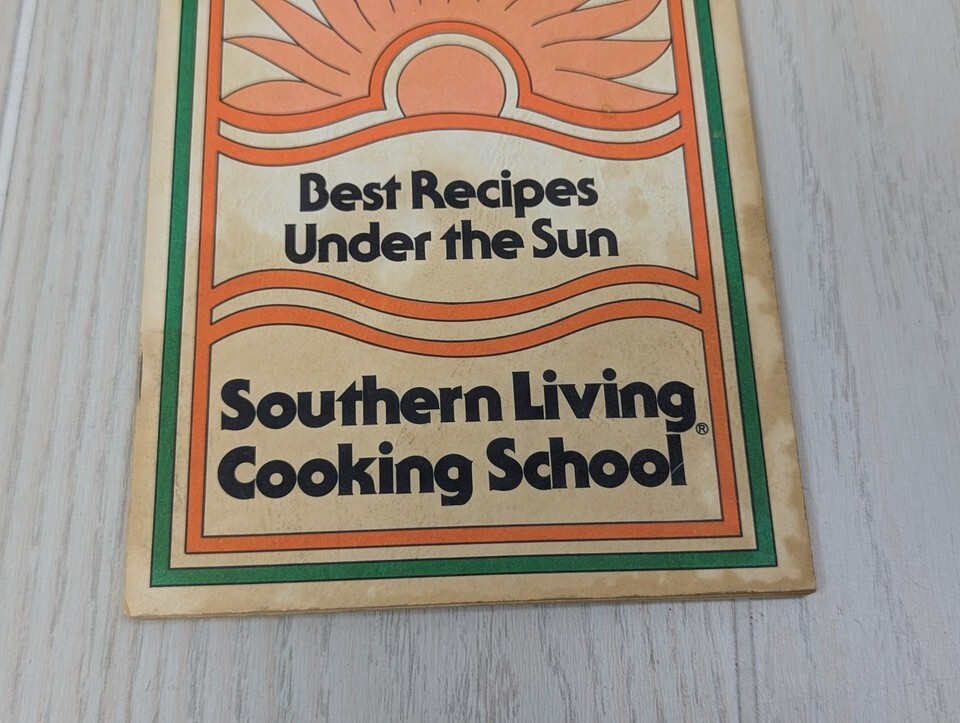 Best Recipes
Under the Sun
Southern Living
Cooking School®